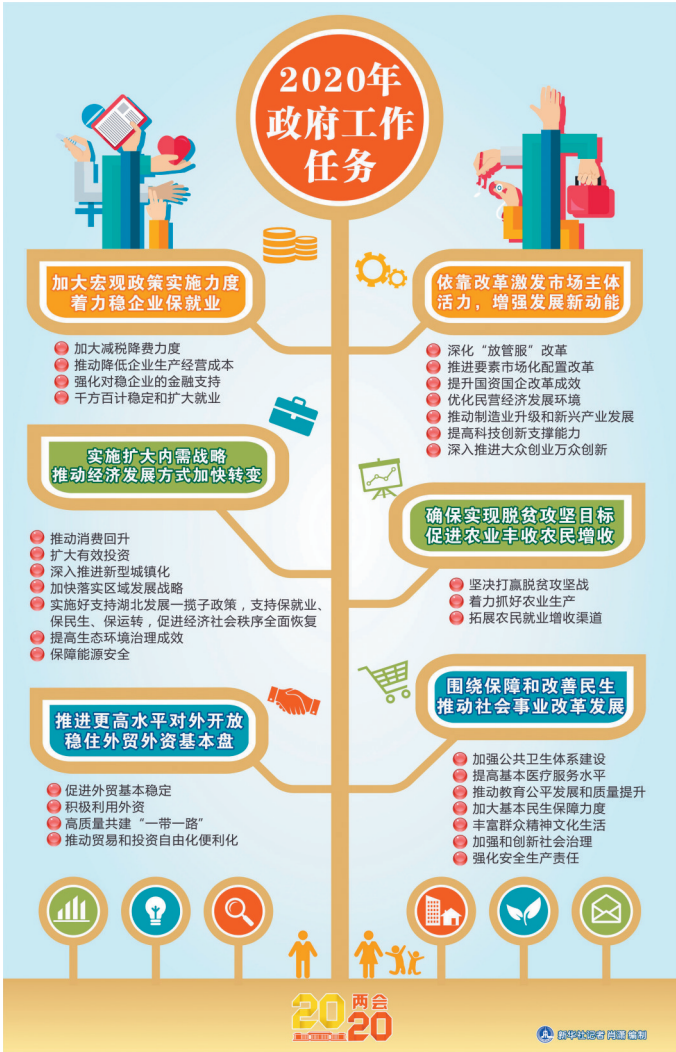 2020年
政府工作
任务
加大宏观政策实施力度
着力稳企业保就业
加大减税降费力度
推动降低企业生产经营成本
强化对稳企业的金融支持
千方百计稳定和扩大就业
依靠改革激发市场主体
活力，增强发展新动能
深化“放管服”改革
推进要素市场化配置改革
提升国资国企改革成效
优化民营经济发展环境
推动制造业升级和新兴产业发展
提高科技创新支撑能力
深入推进大众创业万众创新
实施扩大内需战略
推动经济发展方式加快转变
推动消费回升
扩大有效投资
深入推进新型城镇化
加快落实区域发展战略
实施好支持湖北发展一揽子政策，支持保就业、
保民生、保运转，促进经济社会秩序全面恢复
提高生态环境治理成效
保障能源安全
确保实现脱贫攻坚目标
促进农业丰收农民增收
坚决打赢脱贫攻坚战
着力抓好农业生产
拓展农民就业增收渠道
推进更高水平对外开放
稳住外贸外资基本盘
促进外贸基本稳定
积极利用外资
高质量共建“一带一路”
推动贸易和投资自由化便利化
围绕保障和改善民生
推动社会事业改革发展
加强公共卫生体系建设
提高基本医疗服务水平
推动教育公平发展和质量提升
加大基本民生保障力度
丰富群众精神文化生活
加强和创新社会治理
强化安全生产责任
20两会
20
新华社记者 肖潇 编制